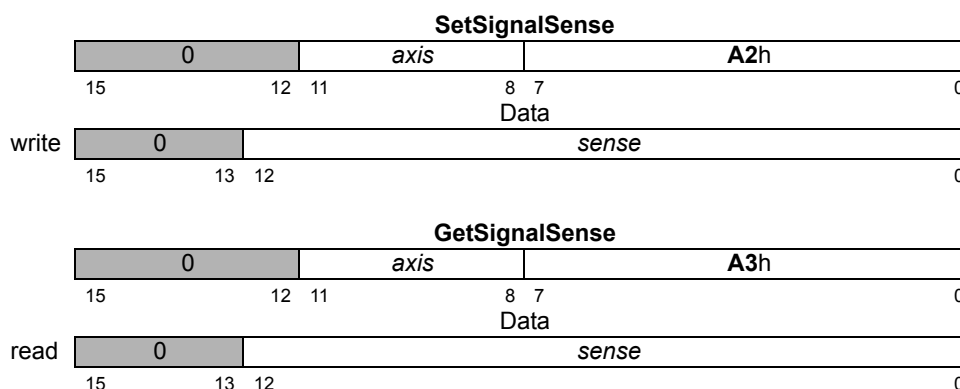 SetSignalSense
0 axis A2h
15 12 11 8 7 0
Data
write 0 sense
15 13 12 0
GetSignalSense
0 axis A3h
15 12 11 8 7 0
Data
read 0 sense
15 13 12 0